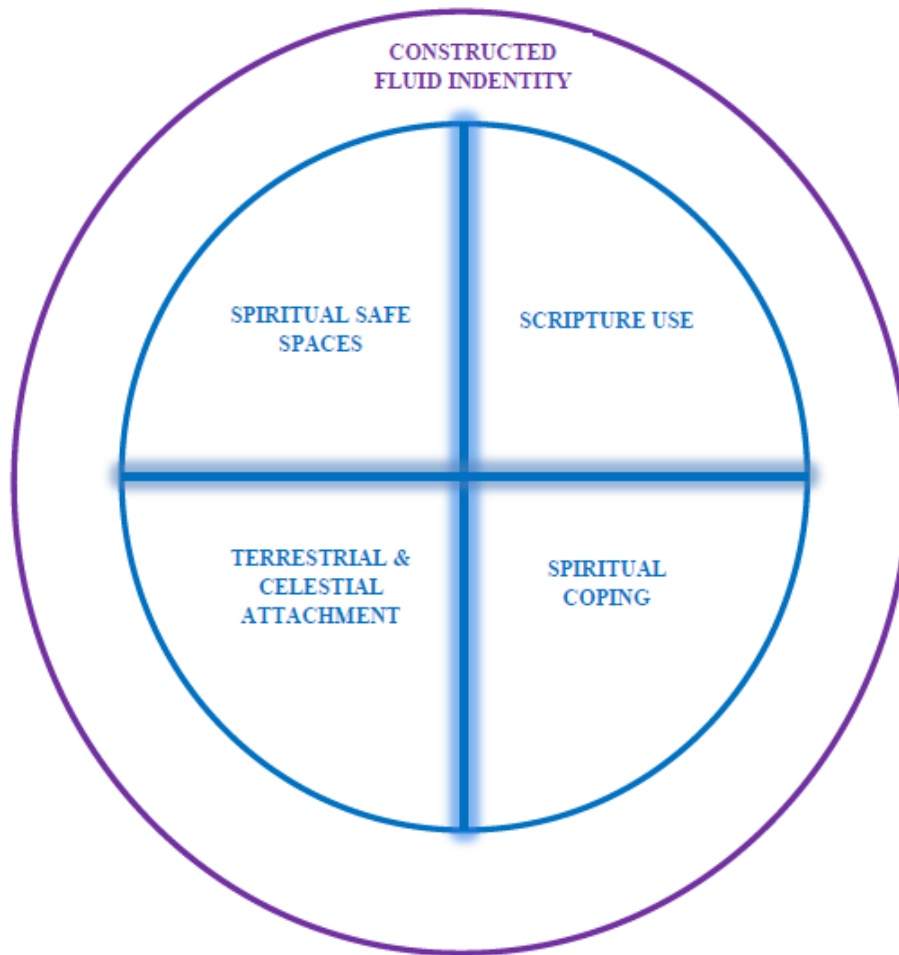 CONSTRUCTED
FLUID INDENTITY
SPIRITUAL SAFE
SPACES
SCRIPTURE USE
TERRESTRIAL &
CELESTIAL
ATTACHMENT
SPIRITUAL
COPING